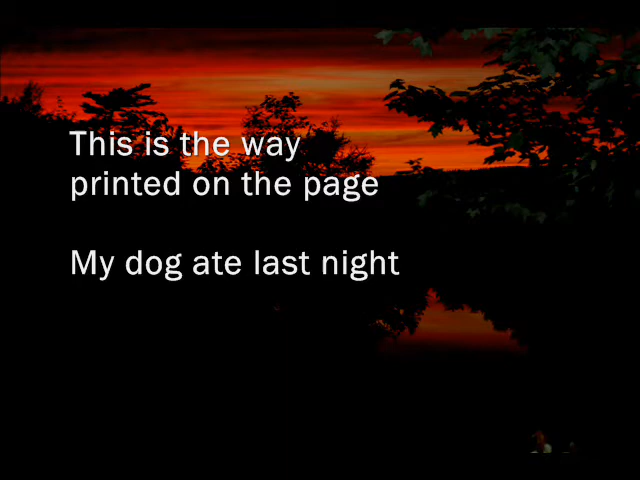 This is the way
printed on the page
My dog ate last night